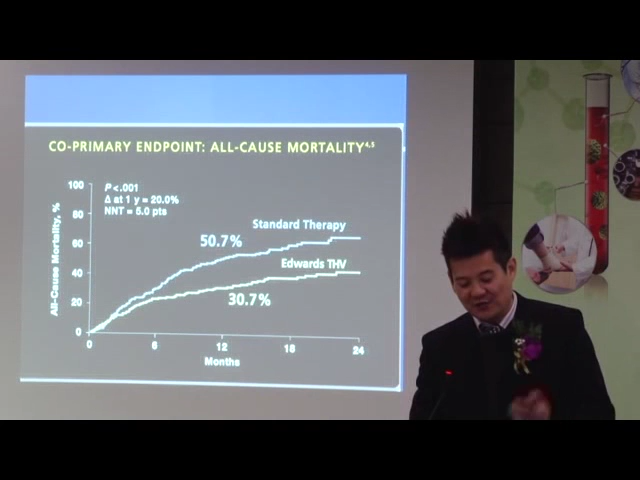 CO-PRIMARY ENDPOINT: ALL-CAUSE MORTALITY4,5
100
80
60
40
20
0
All-Cause Mortality, %
P<.001
Δ at 1 y = 20.0%
NNT = 5.0 pts
Standard Therapy
50.7%
Edwards THV
30.7%
0
6
12
18
24
Months